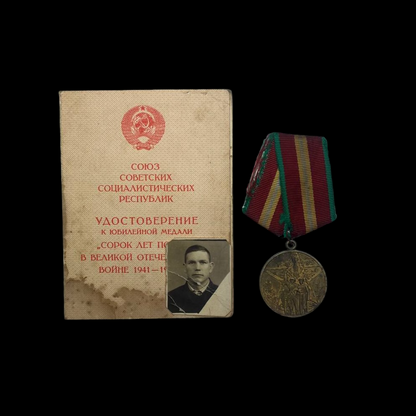 СОЮЗ
СОВЕТСКИХ
СОЦИАЛИСТИЧЕСКИХ
РЕСПУБЛИК
УДОСТОВЕРЕНИЕ
К ЮБИЛЕЙНОЙ МЕДАЛИ
„СОРОК ЛЕТ
В ВЕЛИКОЙ
ВОЙНЕ 1941—